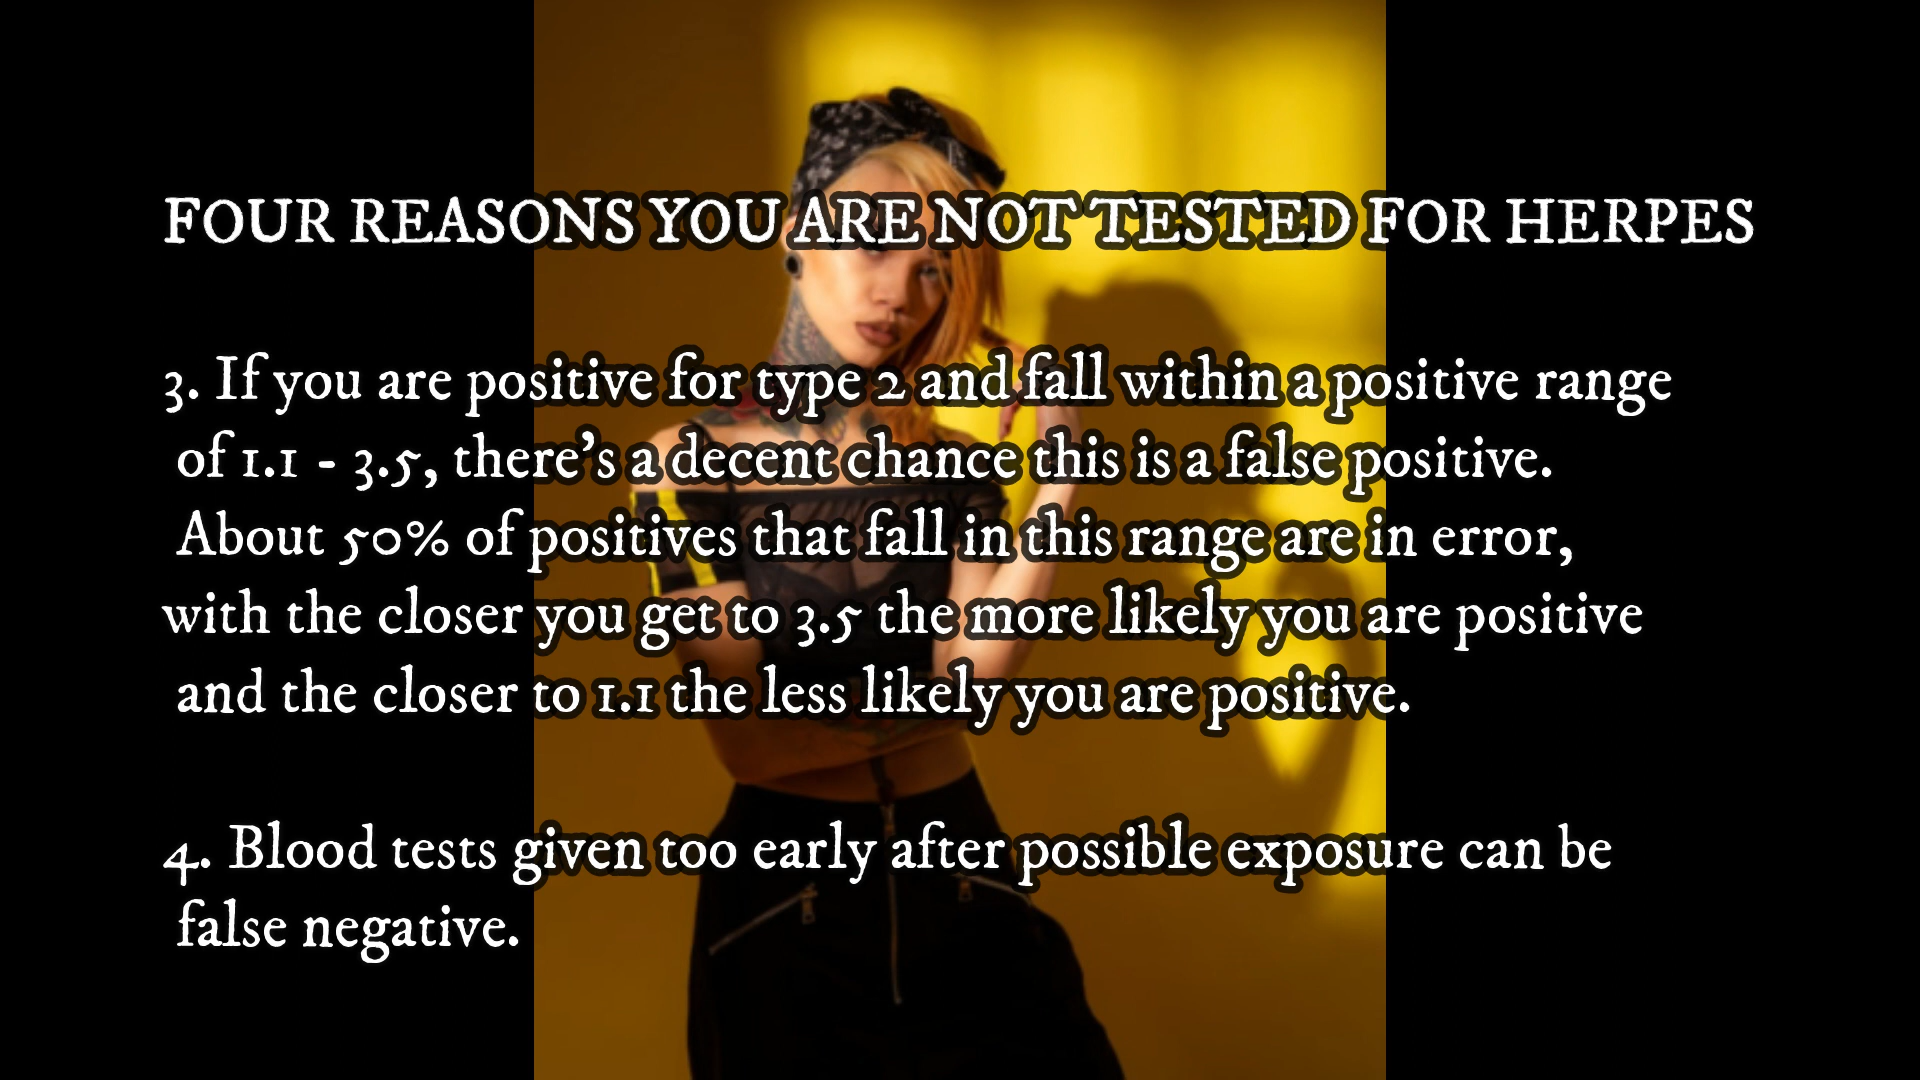 FOUR REASONS YOU ARE NOT TESTED FOR HERPES
3. If you are positive for type 2 and fall within a positive range
of 1.1 - 3.5, there's a decent chance this is a false positive.
About 50% of positives that fall in this range are in error,
with the closer you get to 3.5 the more likely you are positive
and the closer to 1.1 the less likely you are positive.
4. Blood tests given too early after possible exposure can be
false negative.